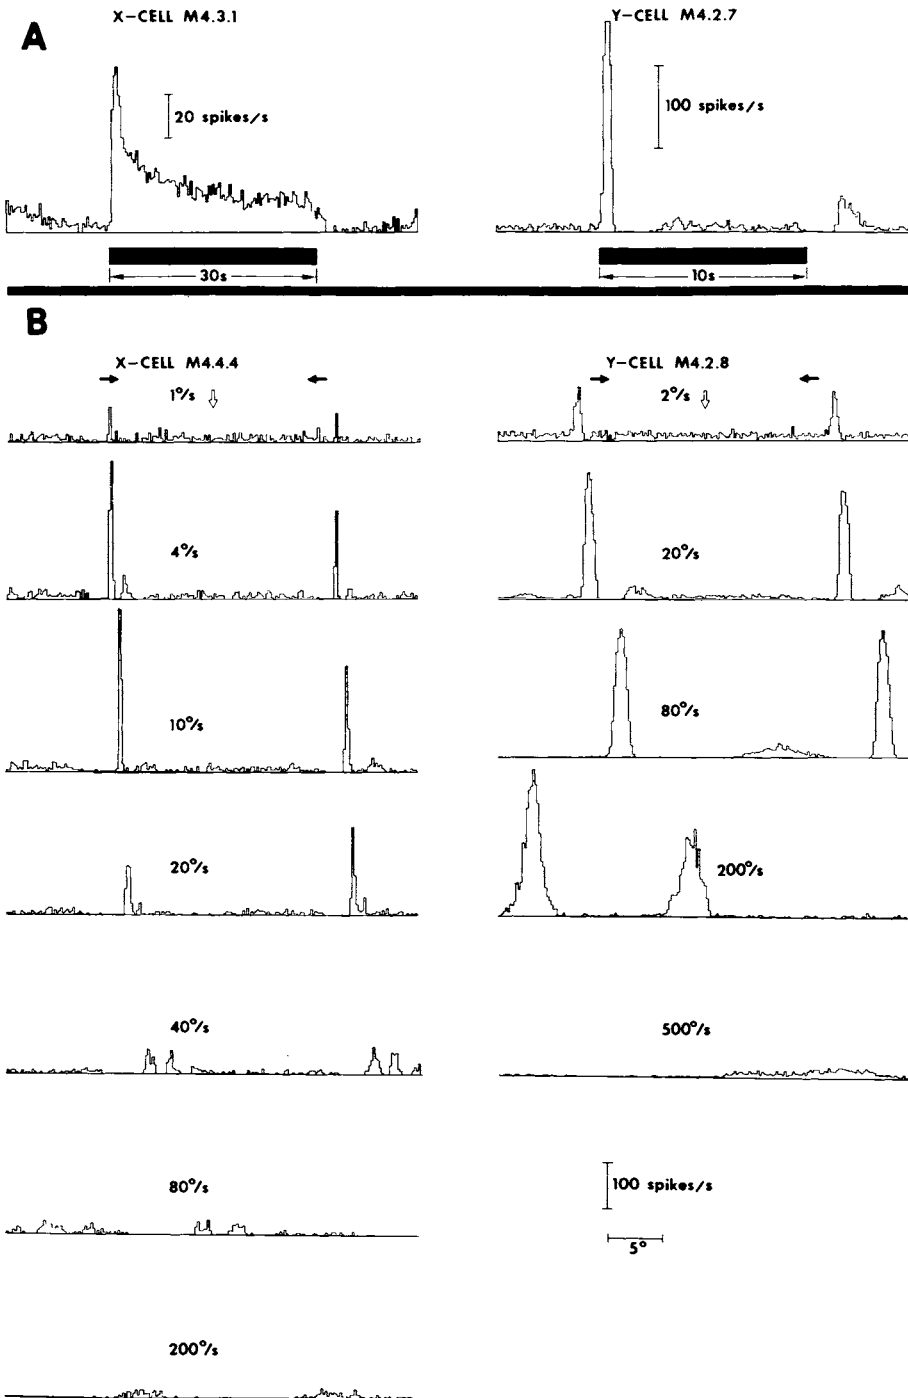 A
X-CELL M4.3.1
Y-CELL M4.2.7
20 spikes/s
100 spikes/s
30s
10s
B
X-CELL M4.4.4
Y-CELL M4.2.8
1°/s
2°/s
4°/s
20°/s
10°/s
80°/s
20°/s
200°/s
40°/s
500°/s
80°/s
100 spikes/s
5°
200°/s